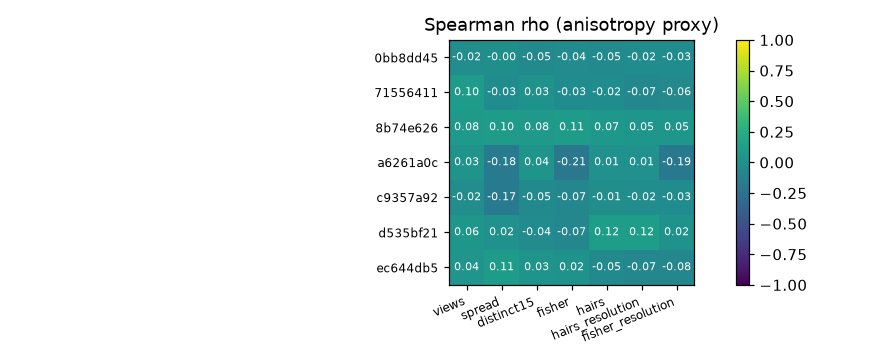 Spearman rho (anisotropy proxy)
0bb8dd45 -0.02 -0.00 -0.05 -0.04 -0.05 -0.02 -0.03
71556411 0.10 -0.03 0.03 -0.03 -0.02 -0.07 -0.06
8b74e626 0.08 0.10 0.08 0.11 0.07 0.05 0.05
a6261a0c 0.03 -0.18 0.04 -0.21 0.01 0.01 -0.19
c9357a92 -0.02 -0.17 -0.05 -0.07 -0.01 -0.02 -0.03
d535bf21 0.06 0.02 -0.04 -0.07 0.12 0.12 0.02
ec644db5 0.04 0.11 0.03 0.02 -0.05 -0.07 -0.08
views spread distinct15 fisher hairs hairs_resolution fisher_resolution
1.00
0.75
0.50
0.25
0.00
−0.25
−0.50
−0.75
−1.00